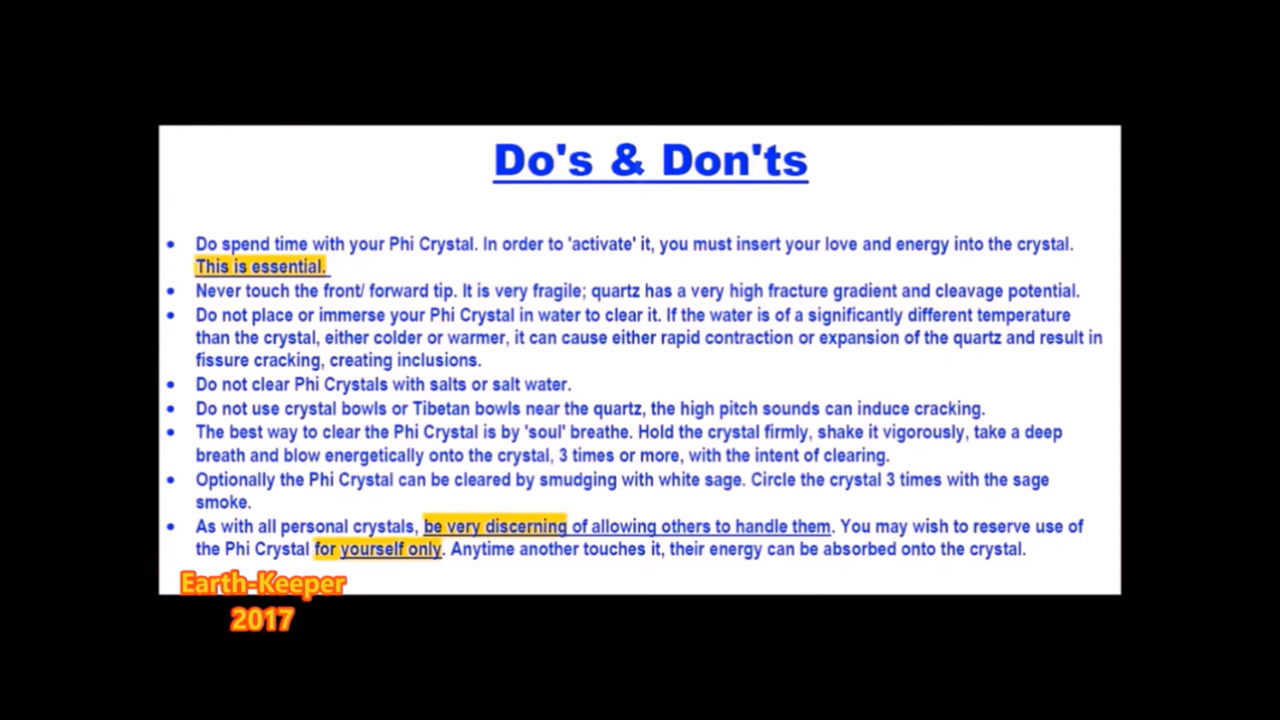 Do's & Don'ts
Do spend time with your Phi Crystal. In order to 'activate' it, you must insert your love and energy into the crystal.
This is essential.
Never touch the front/ forward tip. It is very fragile; quartz has a very high fracture gradient and cleavage potential.
Do not place or immerse your Phi Crystal in water to clear it. If the water is of a significantly different temperature
than the crystal, either colder or warmer, it can cause either rapid contraction or expansion of the quartz and result in
fissure cracking, creating inclusions.
Do not clear Phi Crystals with salts or salt water.
Do not use crystal bowls or Tibetan bowls near the quartz, the high pitch sounds can induce cracking.
The best way to clear the Phi Crystal is by 'soul' breathe. Hold the crystal firmly, shake it vigorously, take a deep
breath and blow energetically onto the crystal, 3 times or more, with the intent of clearing.
Optionally the Phi Crystal can be cleared by smudging with white sage. Circle the crystal 3 times with the sage
smoke.
As with all personal crystals, be very discerning of allowing others to handle them. You may wish to reserve use of
the Phi Crystal for yourself only. Anytime another touches it, their energy can be absorbed onto the crystal.
Earth-Keeper
2017